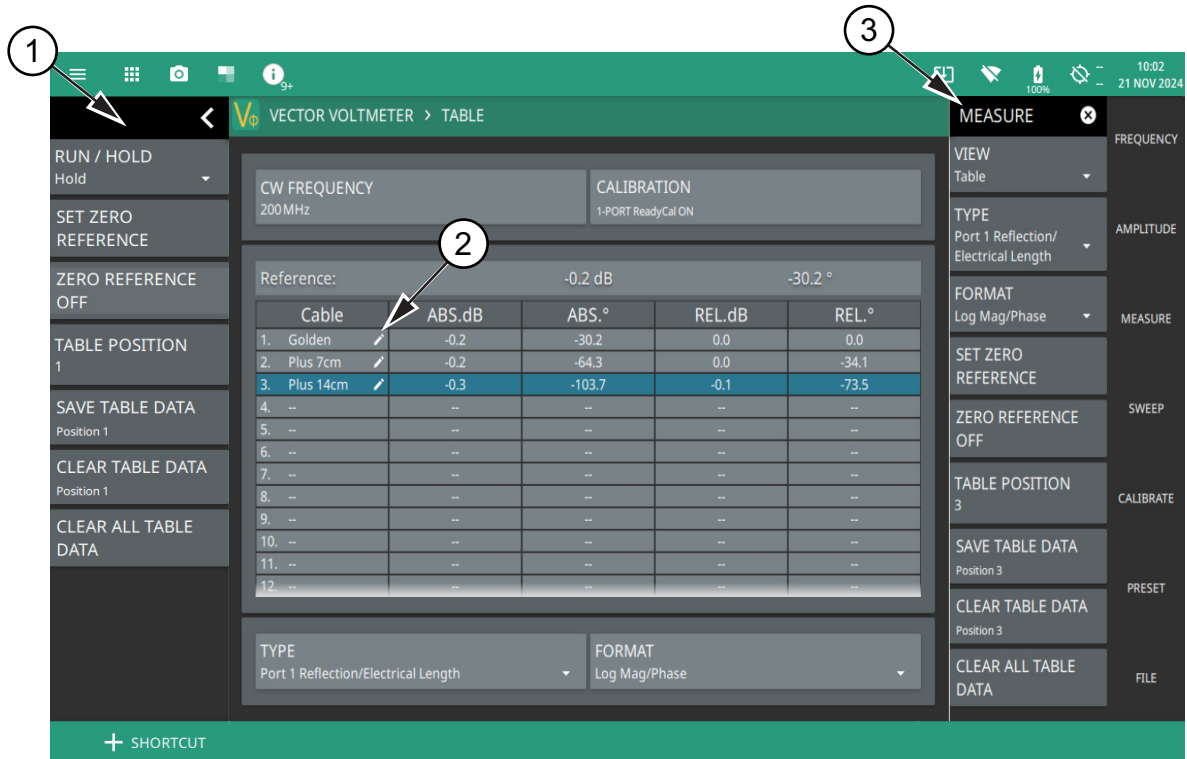 1
3
9+
100%
10:02
21 NOV 2024
RUN / HOLD
Hold
SET ZERO
REFERENCE
ZERO REFERENCE
OFF
TABLE POSITION
1
SAVE TABLE DATA
Position 1
CLEAR TABLE DATA
Position 1
CLEAR ALL TABLE
DATA
VΦ VECTOR VOLTMETER > TABLE
CW FREQUENCY
200 MHz
CALIBRATION
1-PORT ReadyCal ON
2
Reference: -0.2 dB -30.2 °
Cable ABS.dB ABS.° REL.dB REL.°
1. Golden -0.2 -30.2 0.0 0.0
2. Plus 7cm -0.2 -64.3 0.0 -34.1
3. Plus 14cm -0.3 -103.7 -0.1 -73.5
4. -- -- -- -- --
5. -- -- -- -- --
6. -- -- -- -- --
7. -- -- -- -- --
8. -- -- -- -- --
9. -- -- -- -- --
10. -- -- -- -- --
11. -- -- -- -- --
12. -- -- -- -- --
TYPE
Port 1 Reflection/Electrical Length
FORMAT
Log Mag/Phase
MEASURE
VIEW
Table
TYPE
Port 1 Reflection/
Electrical Length
FORMAT
Log Mag/Phase
SET ZERO
REFERENCE
ZERO REFERENCE
OFF
TABLE POSITION
3
SAVE TABLE DATA
Position 3
CLEAR TABLE DATA
Position 3
CLEAR ALL TABLE
DATA
FREQUENCY
AMPLITUDE
MEASURE
SWEEP
CALIBRATE
PRESET
FILE
+ SHORTCUT